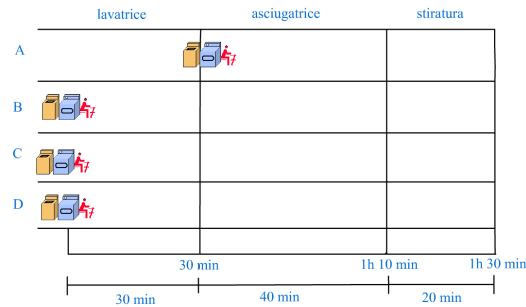 lavatrice asciugatrice stiratura
A
B
C
D
30 min 1h 10 min 1h 30 min
30 min 40 min 20 min